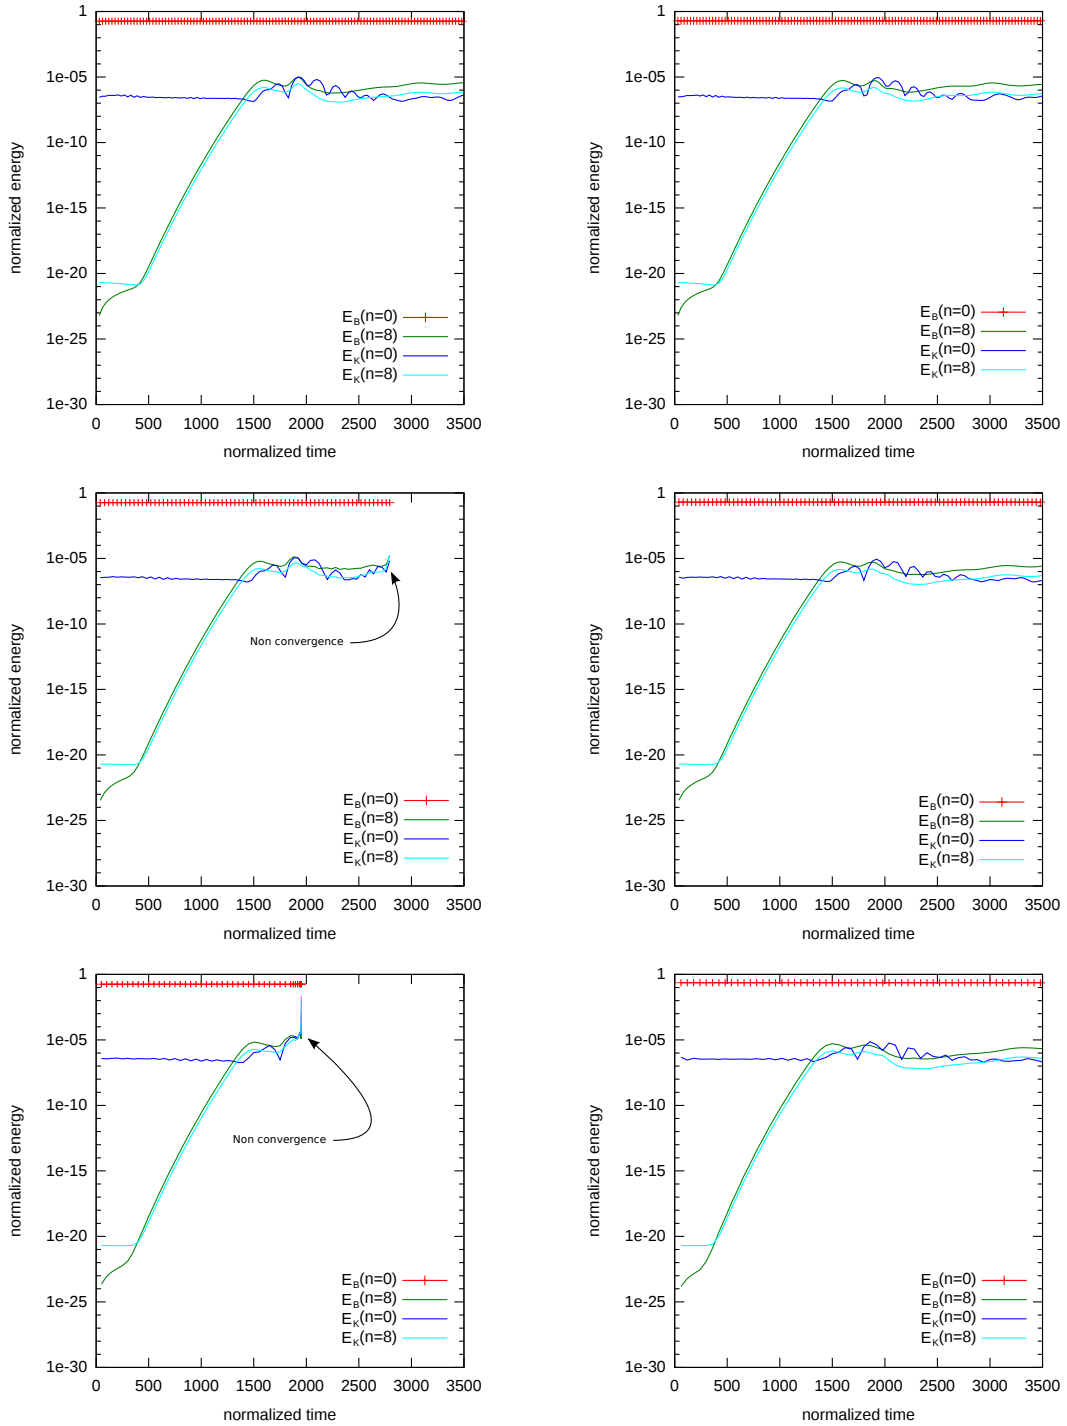 1
1e-05
1e-10
1e-15
1e-20
1e-25
1e-30
0 500 1000 1500 2000 2500 3000 3500
normalized time
normalized energy
E_B(n=0)
E_B(n=8)
E_K(n=0)
E_K(n=8)
1
1e-05
1e-10
1e-15
1e-20
1e-25
1e-30
0 500 1000 1500 2000 2500 3000 3500
normalized time
normalized energy
E_B(n=0)
E_B(n=8)
E_K(n=0)
E_K(n=8)
1
1e-05
1e-10
1e-15
1e-20
1e-25
1e-30
0 500 1000 1500 2000 2500 3000 3500
normalized time
normalized energy
Non convergence
E_B(n=0)
E_B(n=8)
E_K(n=0)
E_K(n=8)
1
1e-05
1e-10
1e-15
1e-20
1e-25
1e-30
0 500 1000 1500 2000 2500 3000 3500
normalized time
normalized energy
E_B(n=0)
E_B(n=8)
E_K(n=0)
E_K(n=8)
1
1e-05
1e-10
1e-15
1e-20
1e-25
1e-30
0 500 1000 1500 2000 2500 3000 3500
normalized time
normalized energy
Non convergence
E_B(n=0)
E_B(n=8)
E_K(n=0)
E_K(n=8)
1
1e-05
1e-10
1e-15
1e-20
1e-25
1e-30
0 500 1000 1500 2000 2500 3000 3500
normalized time
normalized energy
E_B(n=0)
E_B(n=8)
E_K(n=0)
E_K(n=8)